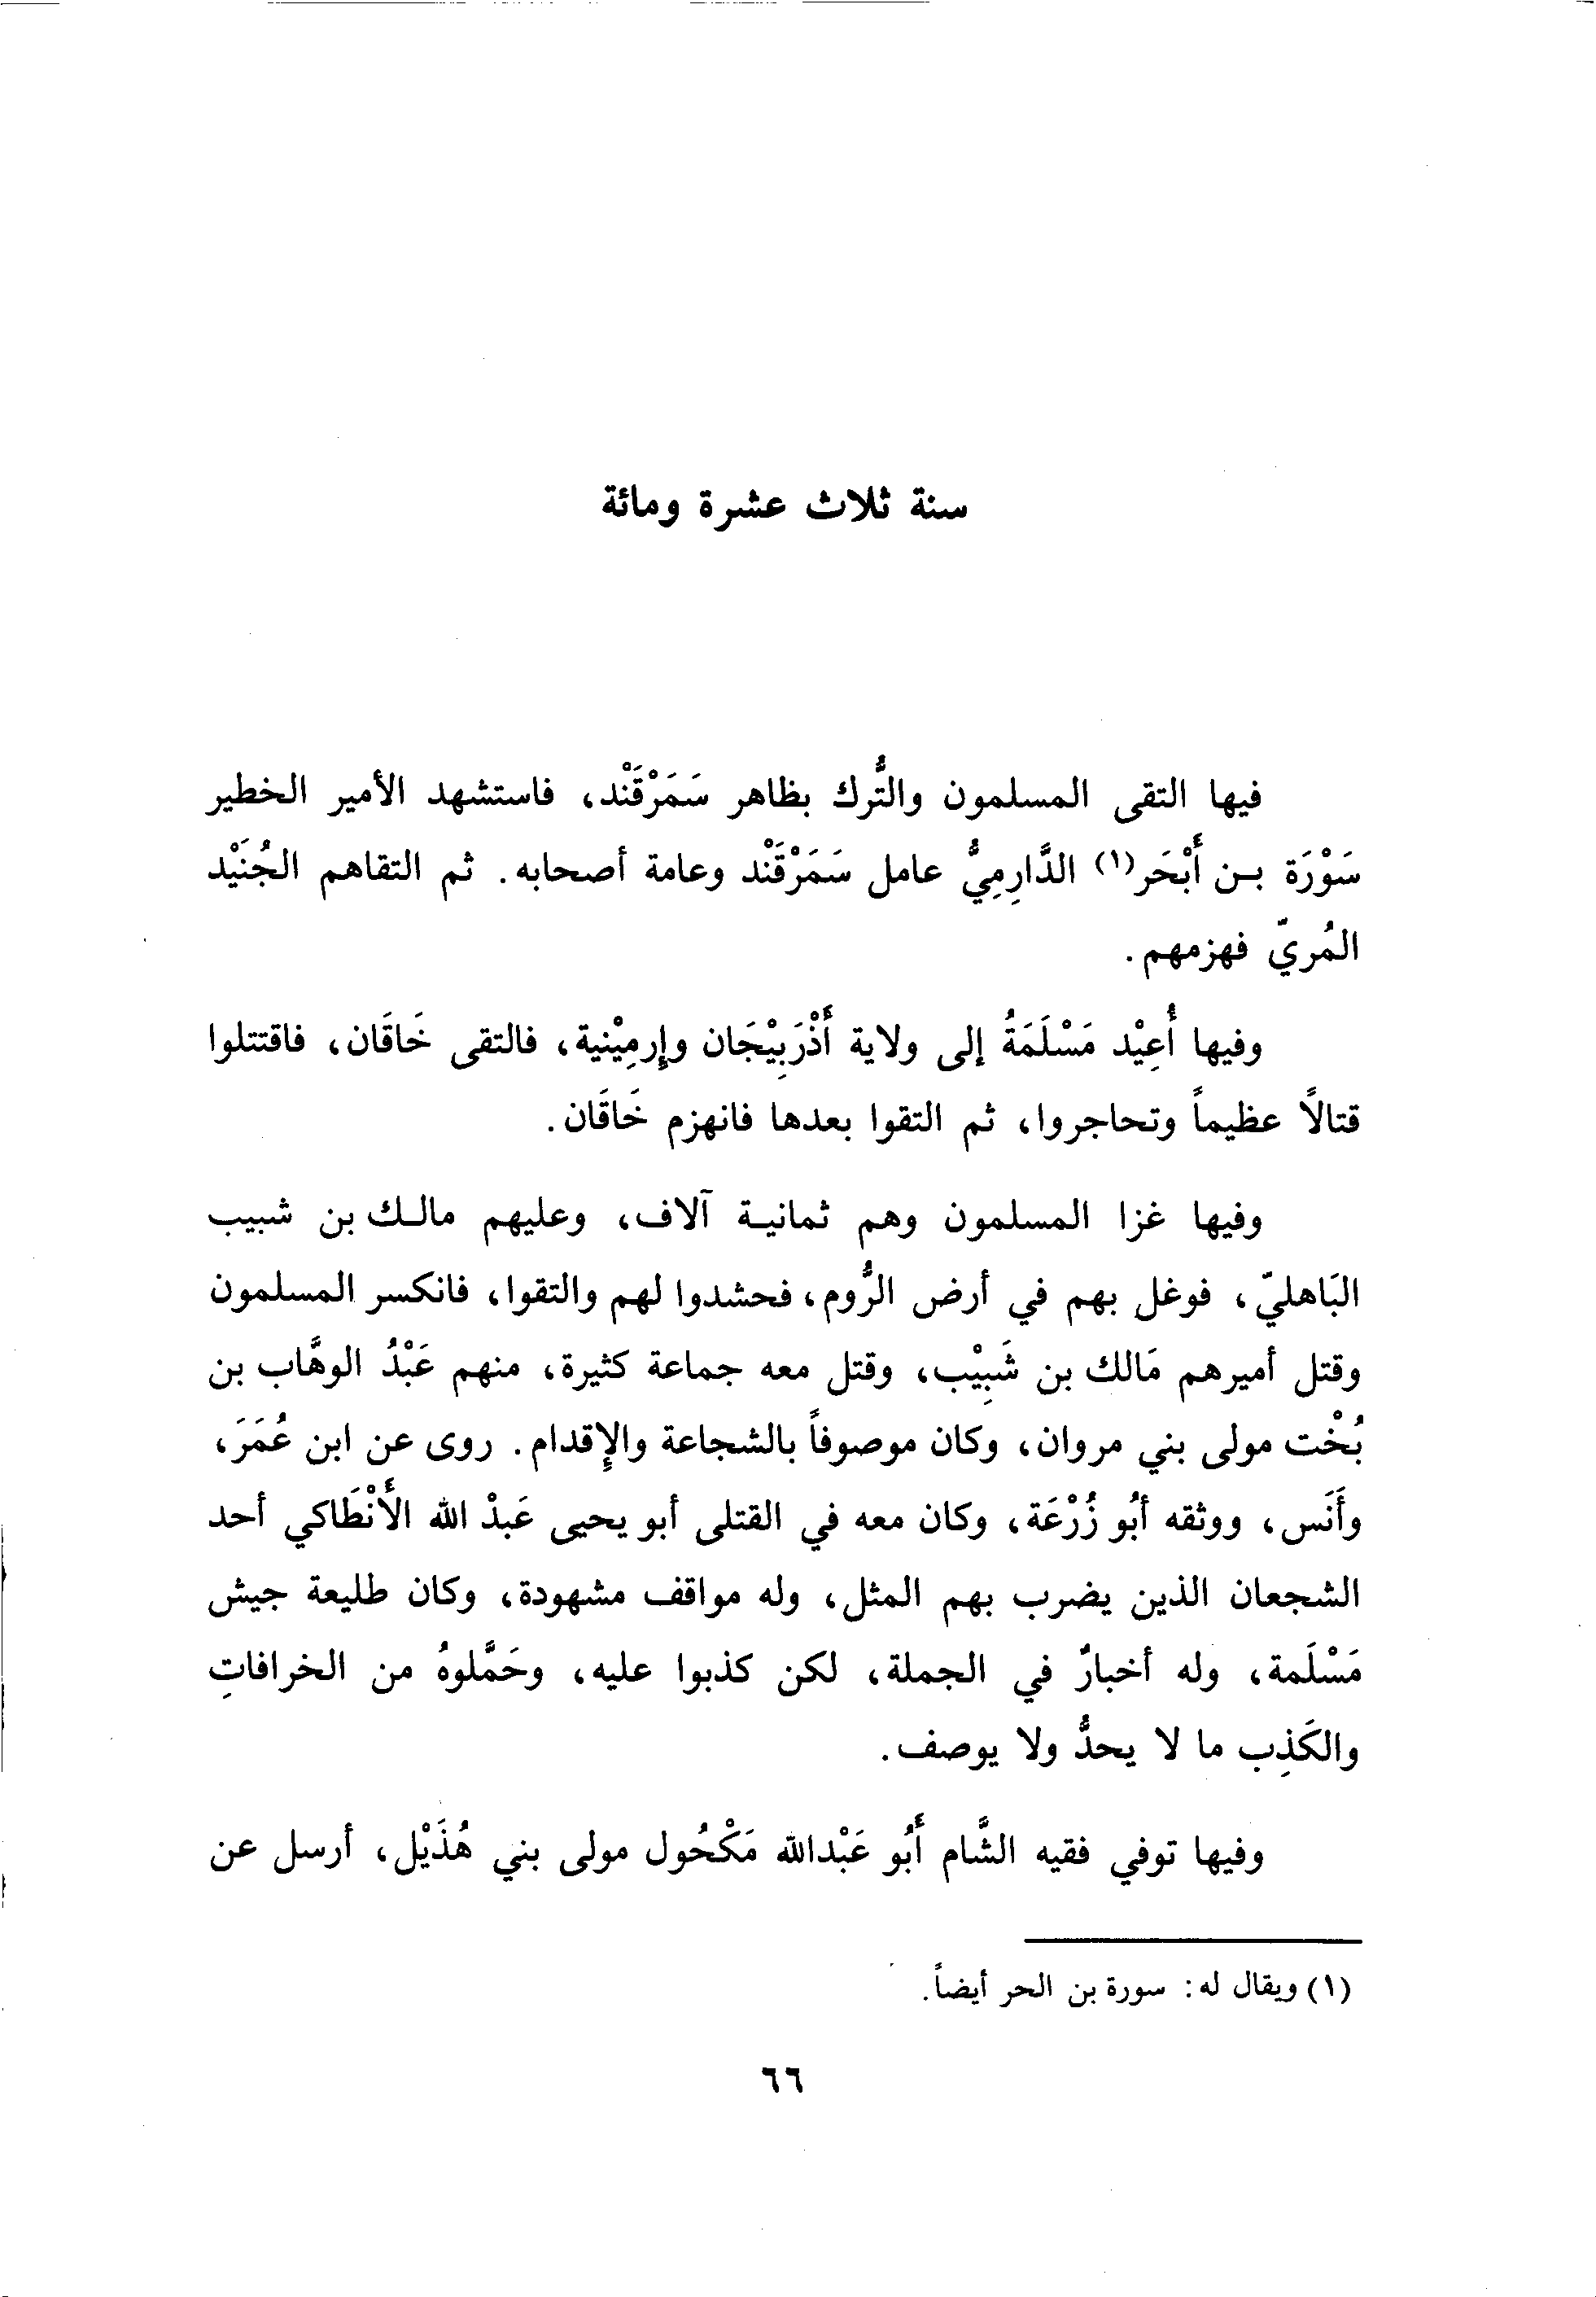 سنة ثلاث عشرة ومائة
فيها التقى المسلمون والتُّرك بظاهر سَمَرْقَنْد، فاستشهد الأمير الخطير
سَوْرَة بن أَبْحَر(١) الدَّارِمِيُّ عامل سَمَرْقَنْد وعامة أصحابه. ثم التقاهم الجُنَيْد
المُريّ فهزمهم.
وفيها أُعِيْد مَسْلَمَةُ إلى ولاية أَذْرَبِيْجَان وإِرمِيْنية، فالتقى خَاقَان، فاقتتلوا
قتالاً عظيماً وتحاجروا، ثم التقوا بعدها فانهزم خَاقَان.
وفيها غزا المسلمون وهم ثمانية آلاف، وعليهم مالك بن شبيب
البَاهليّ، فوغل بهم في أرض الرُّوم، فحشدوا لهم والتقوا، فانكسر المسلمون
وقتل أميرهم مَالك بن شَبِيْب، وقتل معه جماعة كثيرة، منهم عَبْدُ الوهَّاب بن
بُخْت مولى بني مروان، وكان موصوفاً بالشجاعة والإِقدام. روى عن ابن عُمَرَ،
وأَنَس، ووثقه أبُو زُرْعَة، وكان معه في القتلى أبو يحيى عَبدْ الله الأَنْطَاكي أحد
الشجعان الذين يضرب بهم المثل، وله مواقف مشهودة، وكان طليعة جيش
مَسْلَمة، وله أخبارٌ في الجملة، لكن كذبوا عليه، وحَمَّلوهُ من الخرافاتِ
والكَذِب ما لا يحدُّ ولا يوصف.
وفيها توفي فقيه الشَّام أَبُو عَبْدالله مَكْحُول مولى بني هُذَيْل، أرسل عن
(١) ويقال له: سورة بن الحر أيضاً.
٦٦